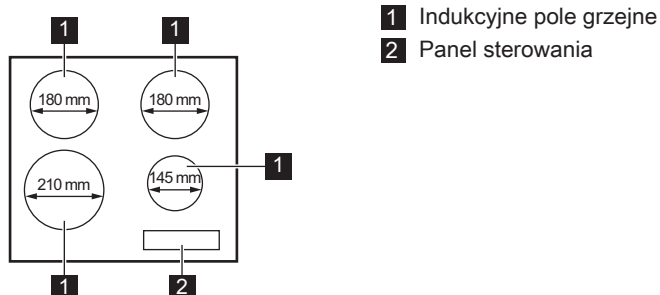 1 1
180 mm 180 mm
210 mm 145 mm 1
1 2
1 Indukcyjne pole grzejne
2 Panel sterowania